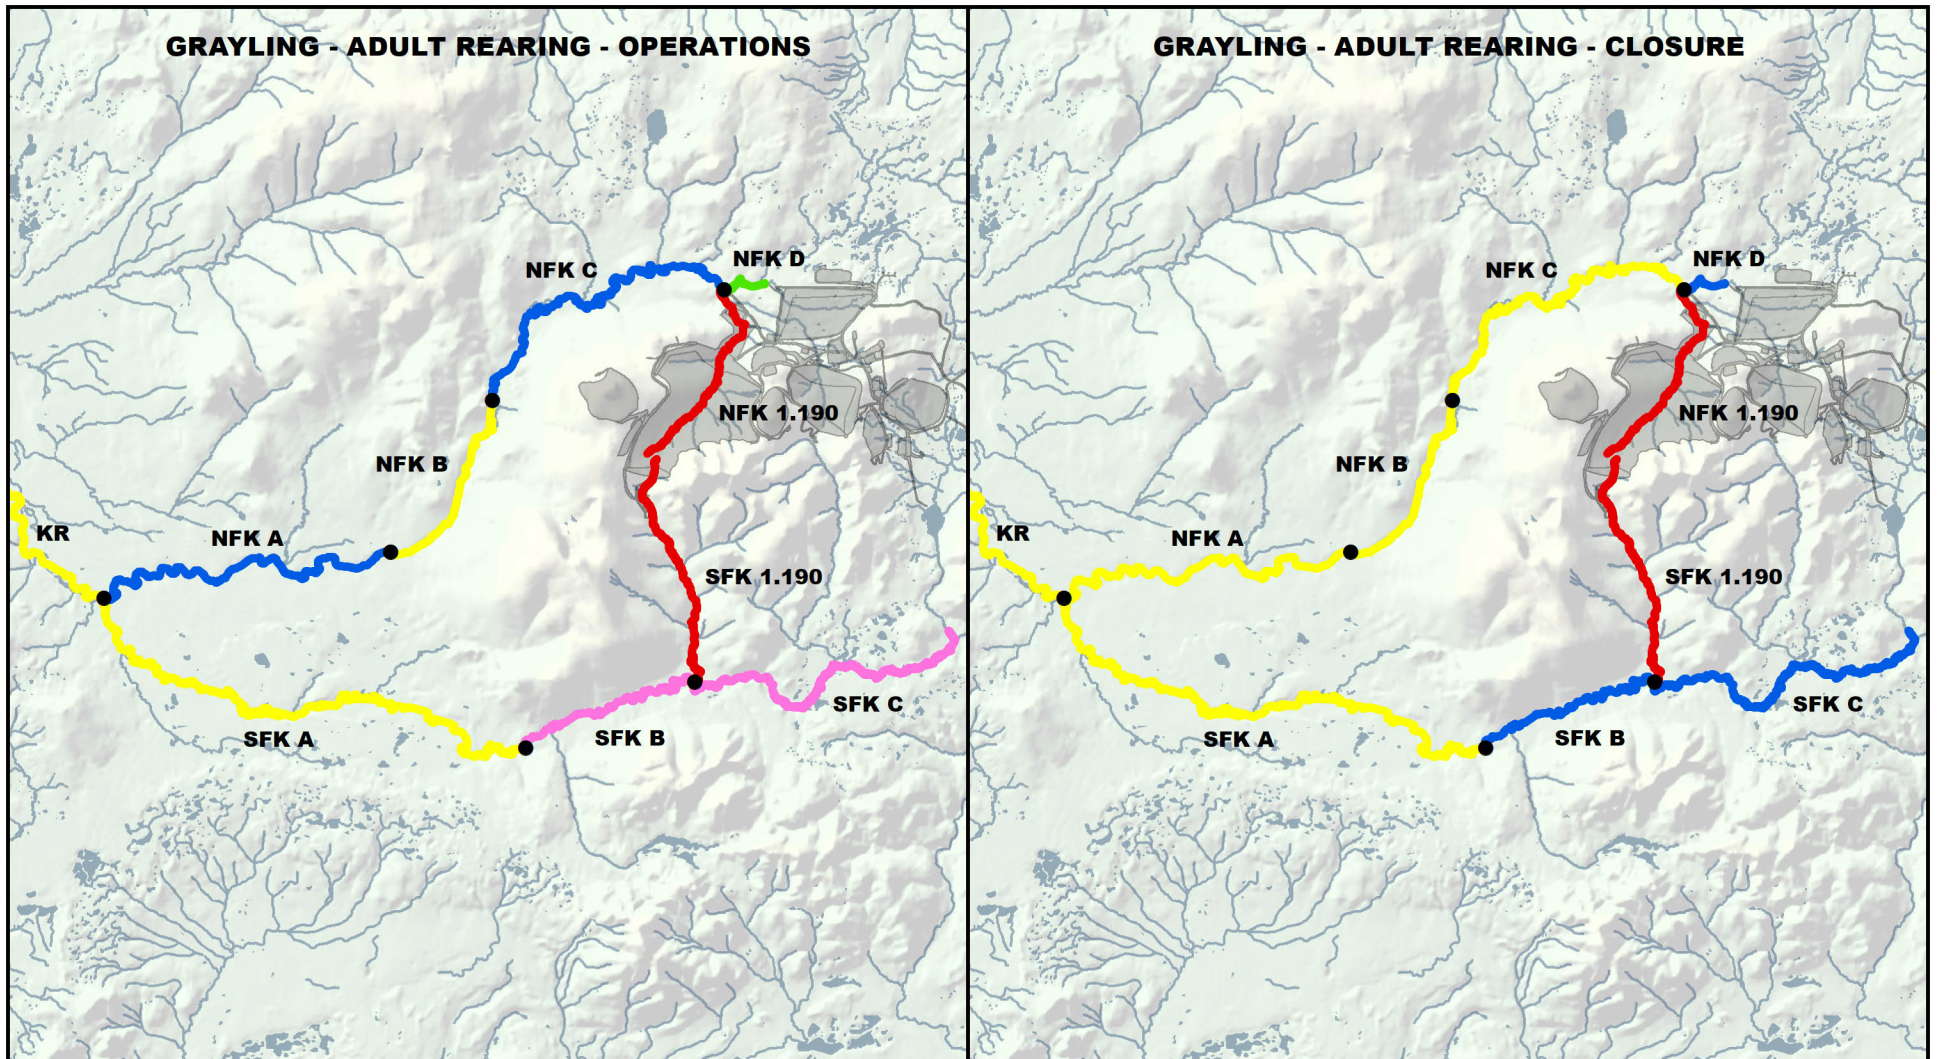 GRAYLING - ADULT REARING - OPERATIONS
NFK D
NFK C
NFK 1.190
NFK B
KR
NFK A
SFK 1.190
SFK C
SFK A
SFK B
GRAYLING - ADULT REARING - CLOSURE
NFK D
NFK C
NFK 1.190
NFK B
KR
NFK A
SFK 1.190
SFK C
SFK A
SFK B